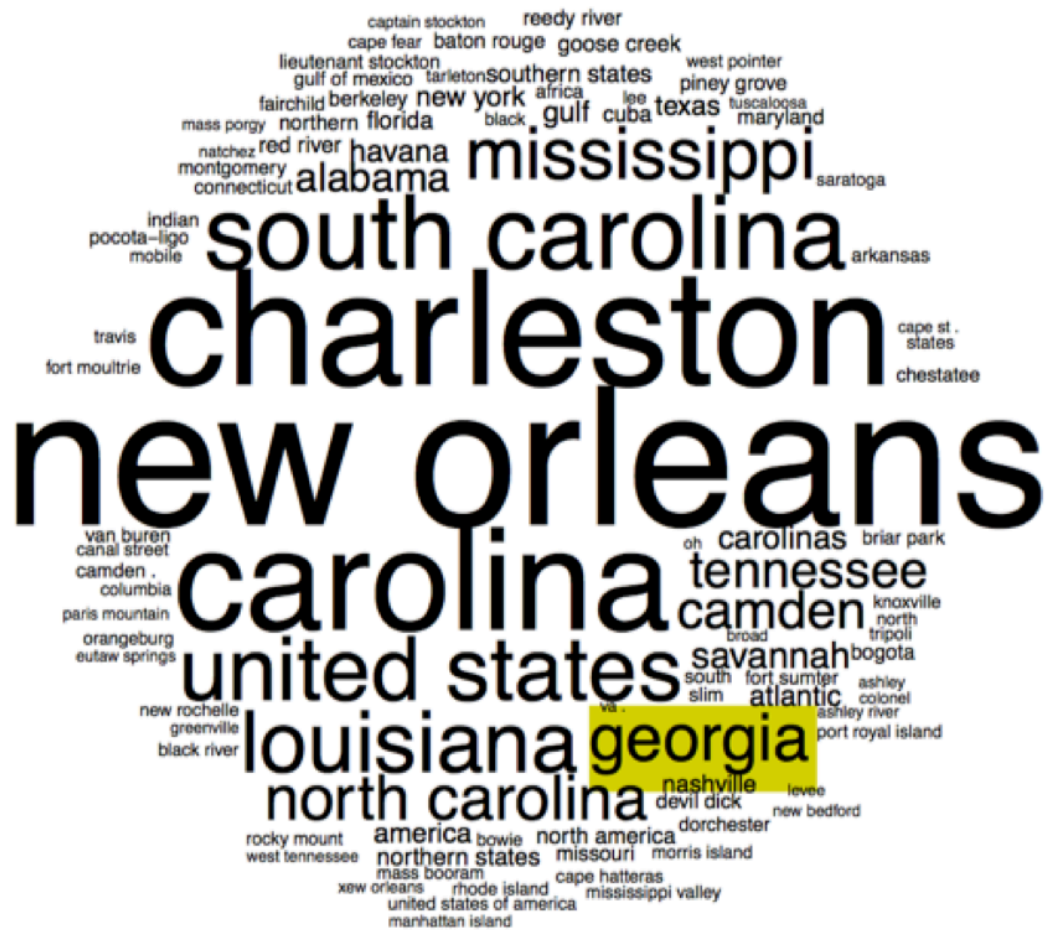 captain stockton reedy river
cape fear baton rouge goose creek
lieutenant stockton west pointer
gulf of mexico tarleton southern states piney grove
fairchild berkeley new york africa lee texas tuscaloosa
mass porgy northern florida black gulf cuba maryland
natchez red river havana mississippi
montgomery
connecticut alabama saratoga
indian
pocota-ligo south carolina
mobile arkansas
travis charleston cape st .
states
fort moultrie chestatee
new orleans
van buren oh carolinas briar park
canal street
camden . carolina tennessee
columbia
paris mountain camden knoxville
north
orangeburg broad tripoli
eutaw springs united states savannah bogota
south fort sumter ashley
slim atlantic colonel
new rochelle va . ashley river
greenville louisiana georgia port royal island
black river
nashville levee
north carolina devil dick new bedford
dorchester
rocky mount america bowie north america
west tennessee northern states missouri morris island
mass booram cape hatteras
xew orleans rhode island mississippi valley
united states of america
manhattan island